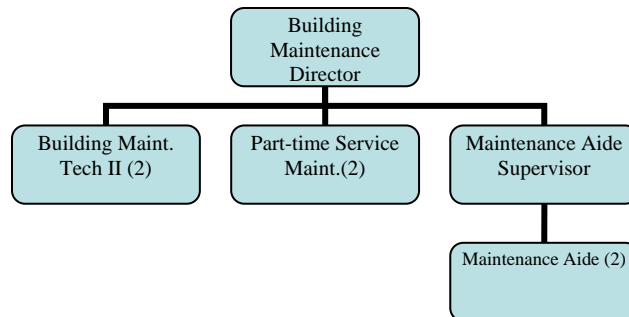 Building
Maintenance
Director
Building Maint.
Tech II (2)
Part-time Service
Maint.(2)
Maintenance Aide
Supervisor
Maintenance Aide (2)